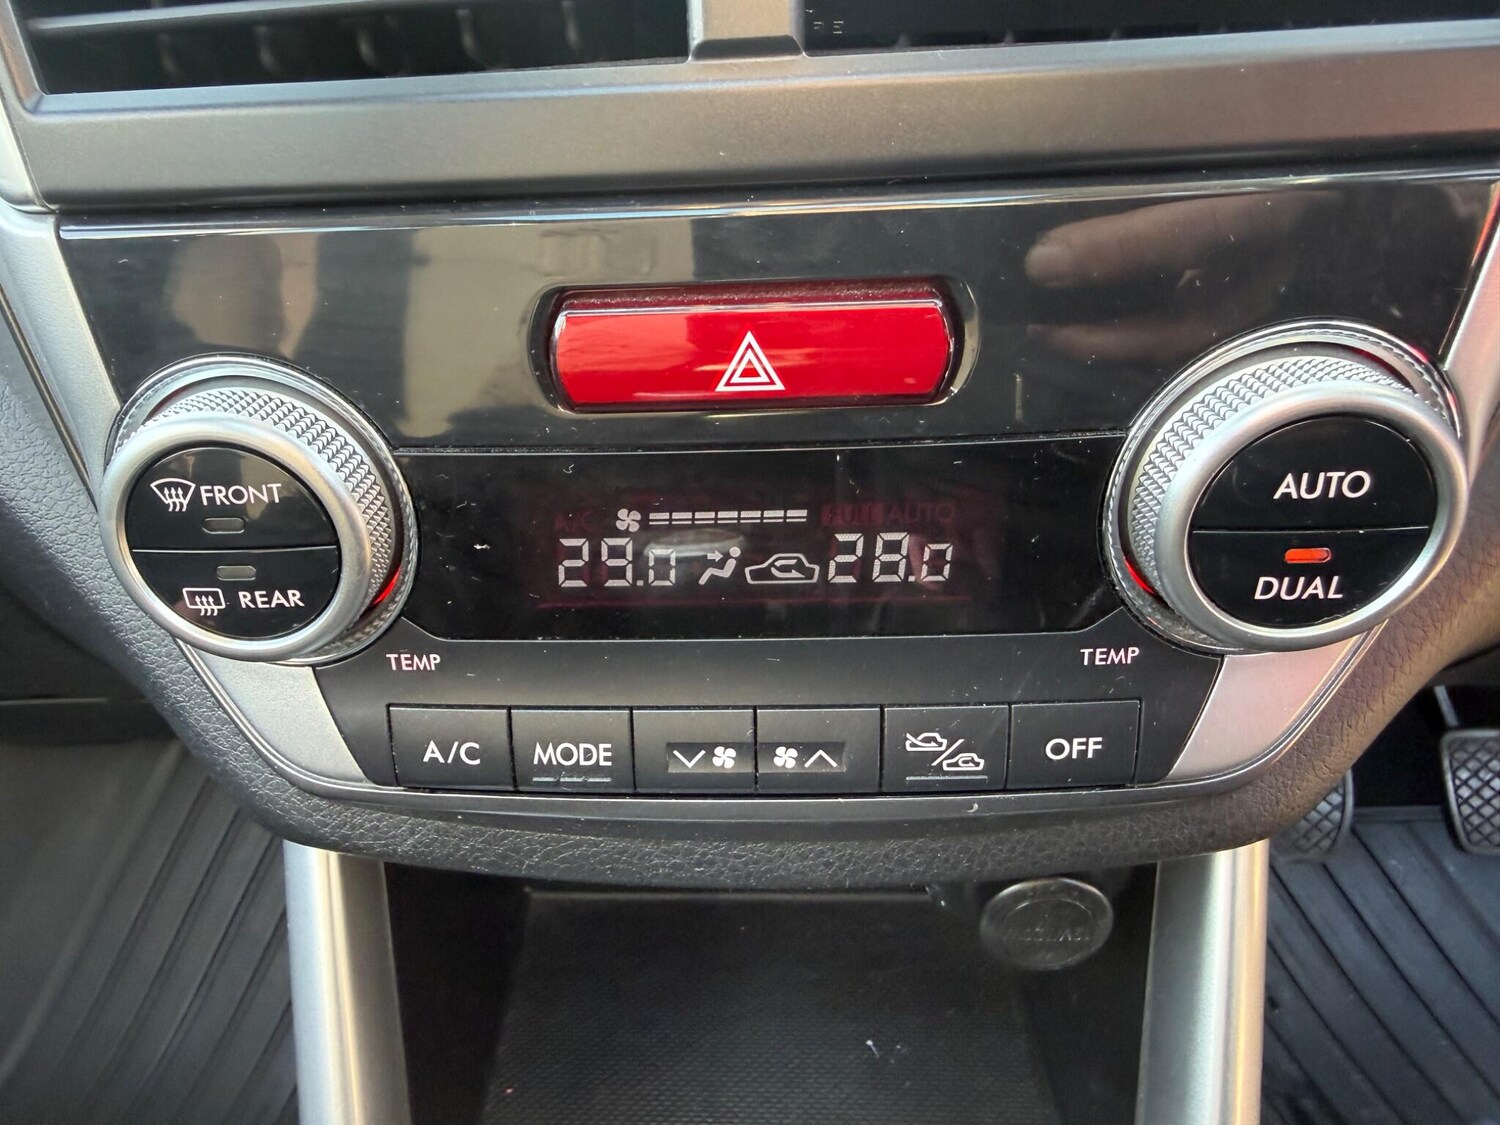 FRONT
REAR
AUTO
DUAL
A/C
FULL AUTO
29.0
28.0
TEMP
TEMP
A/C
MODE
OFF